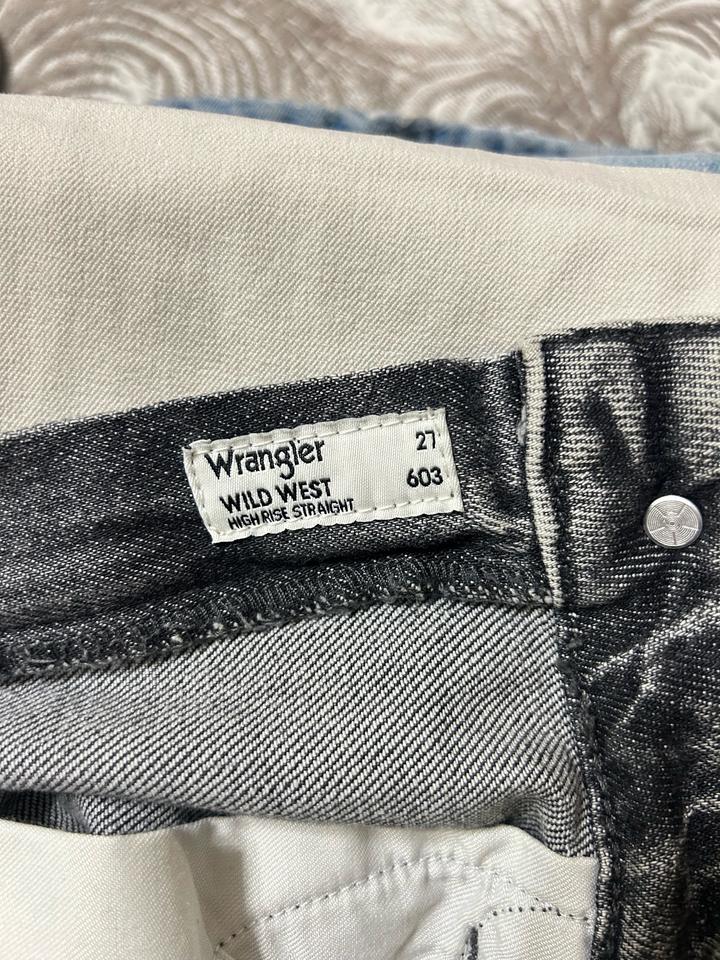 Wrangler 27
WILD WEST 603
HIGH RISE STRAIGHT